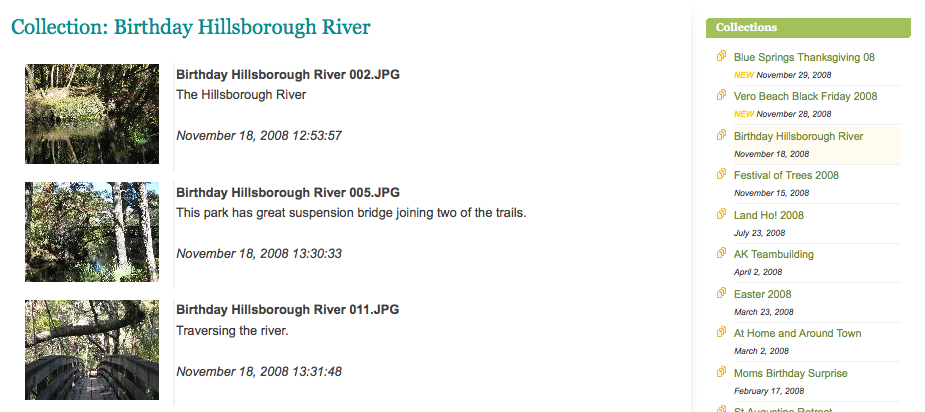 Collection: Birthday Hillsborough River
Birthday Hillsborough River 002.JPG
The Hillsborough River
November 18, 2008 12:53:57
Birthday Hillsborough River 005.JPG
This park has great suspension bridge joining two of the trails.
November 18, 2008 13:30:33
Birthday Hillsborough River 011.JPG
Traversing the river.
November 18, 2008 13:31:48
Collections
Blue Springs Thanksgiving 08
NEW November 29, 2008
Vero Beach Black Friday 2008
NEW November 28, 2008
Birthday Hillsborough River
November 18, 2008
Festival of Trees 2008
November 15, 2008
Land Ho! 2008
July 23, 2008
AK Teambuilding
April 2, 2008
Easter 2008
March 23, 2008
At Home and Around Town
March 2, 2008
Moms Birthday Surprise
February 17, 2008
St Augustine Retreat